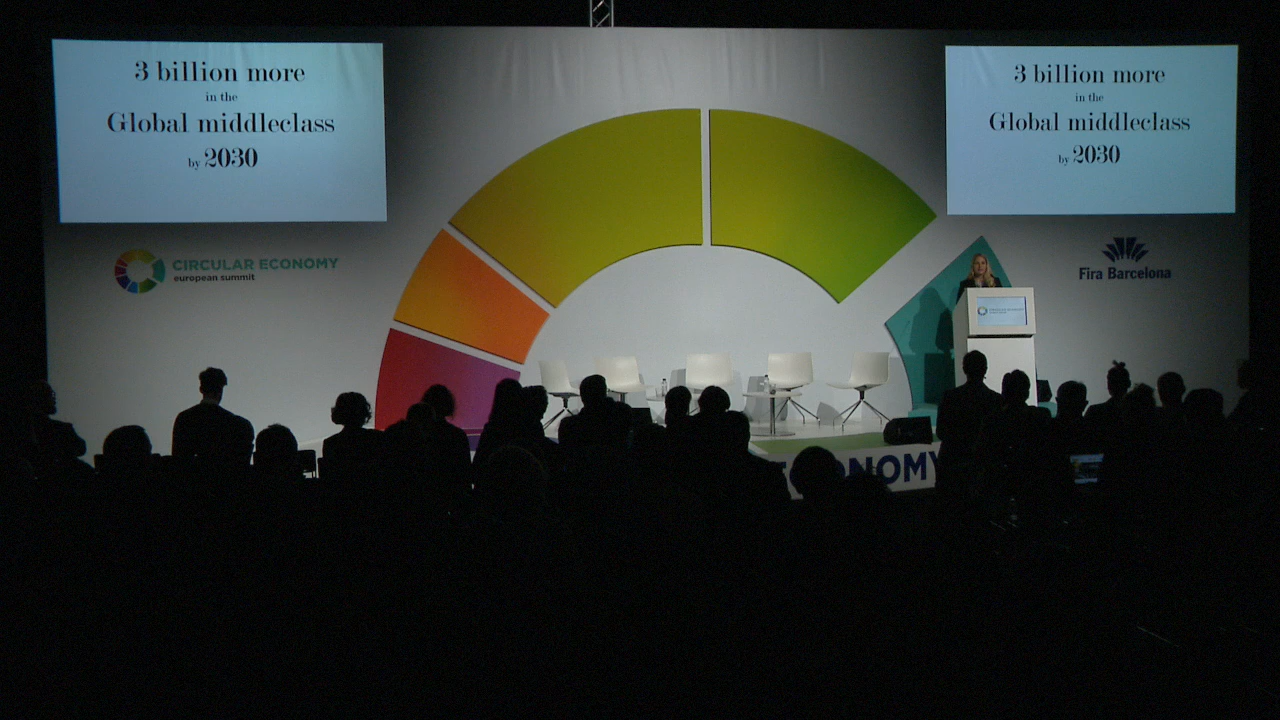 3 billion more
in the
Global middleclass
by 2030
3 billion more
in the
Global middleclass
by 2030
CIRCULAR ECONOMY
european summit
Fira Barcelona
ECONOMY